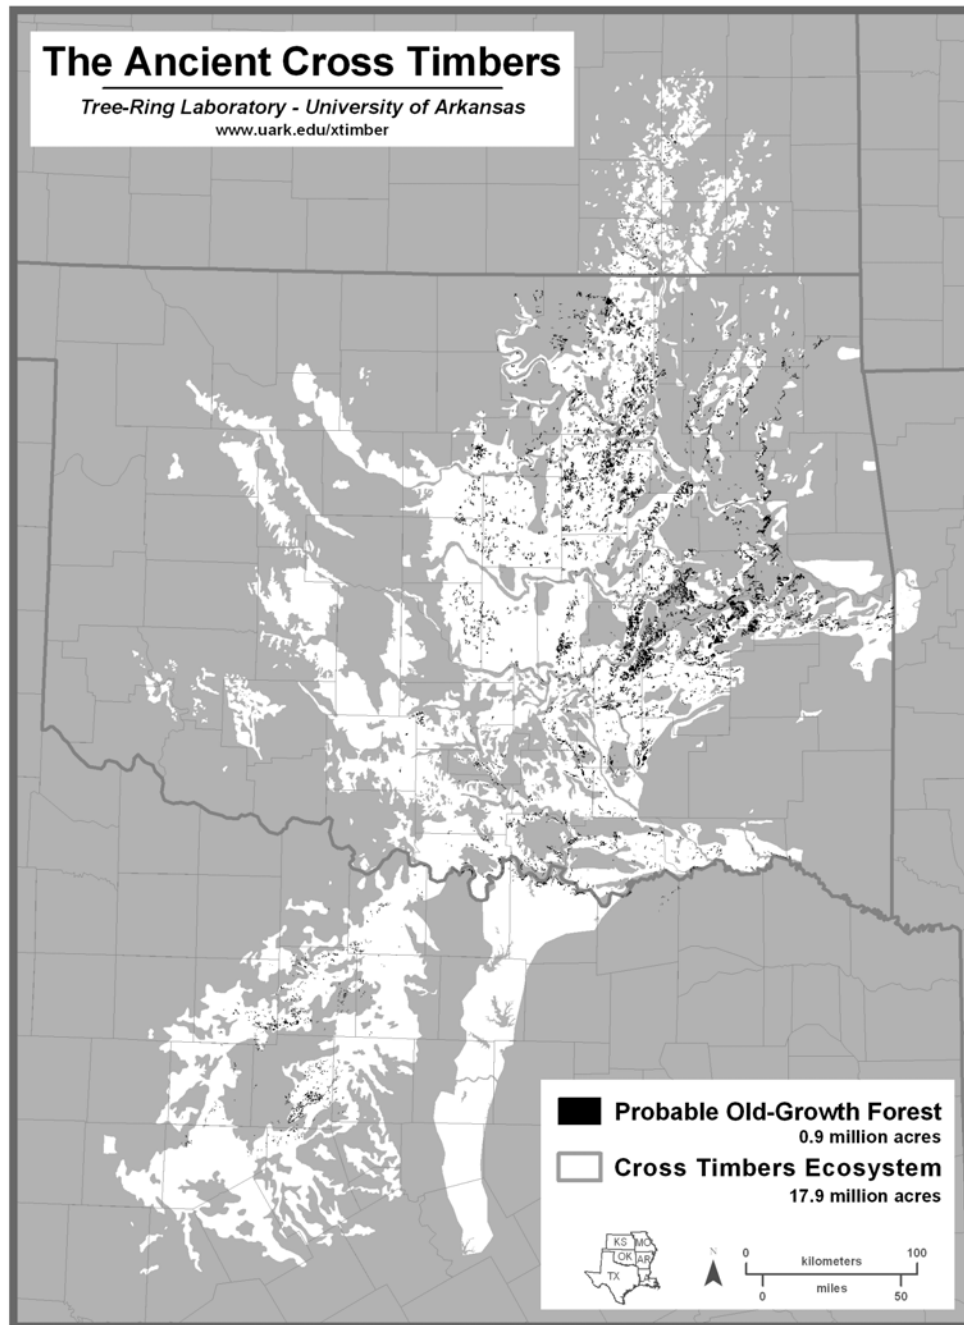 The Ancient Cross Timbers
Tree-Ring Laboratory - University of Arkansas
www.uark.edu/xtimber
Probable Old-Growth Forest
0.9 million acres
Cross Timbers Ecosystem
17.9 million acres
KS MO
OK AR
TX
N
0 100
kilometers
miles
0 50